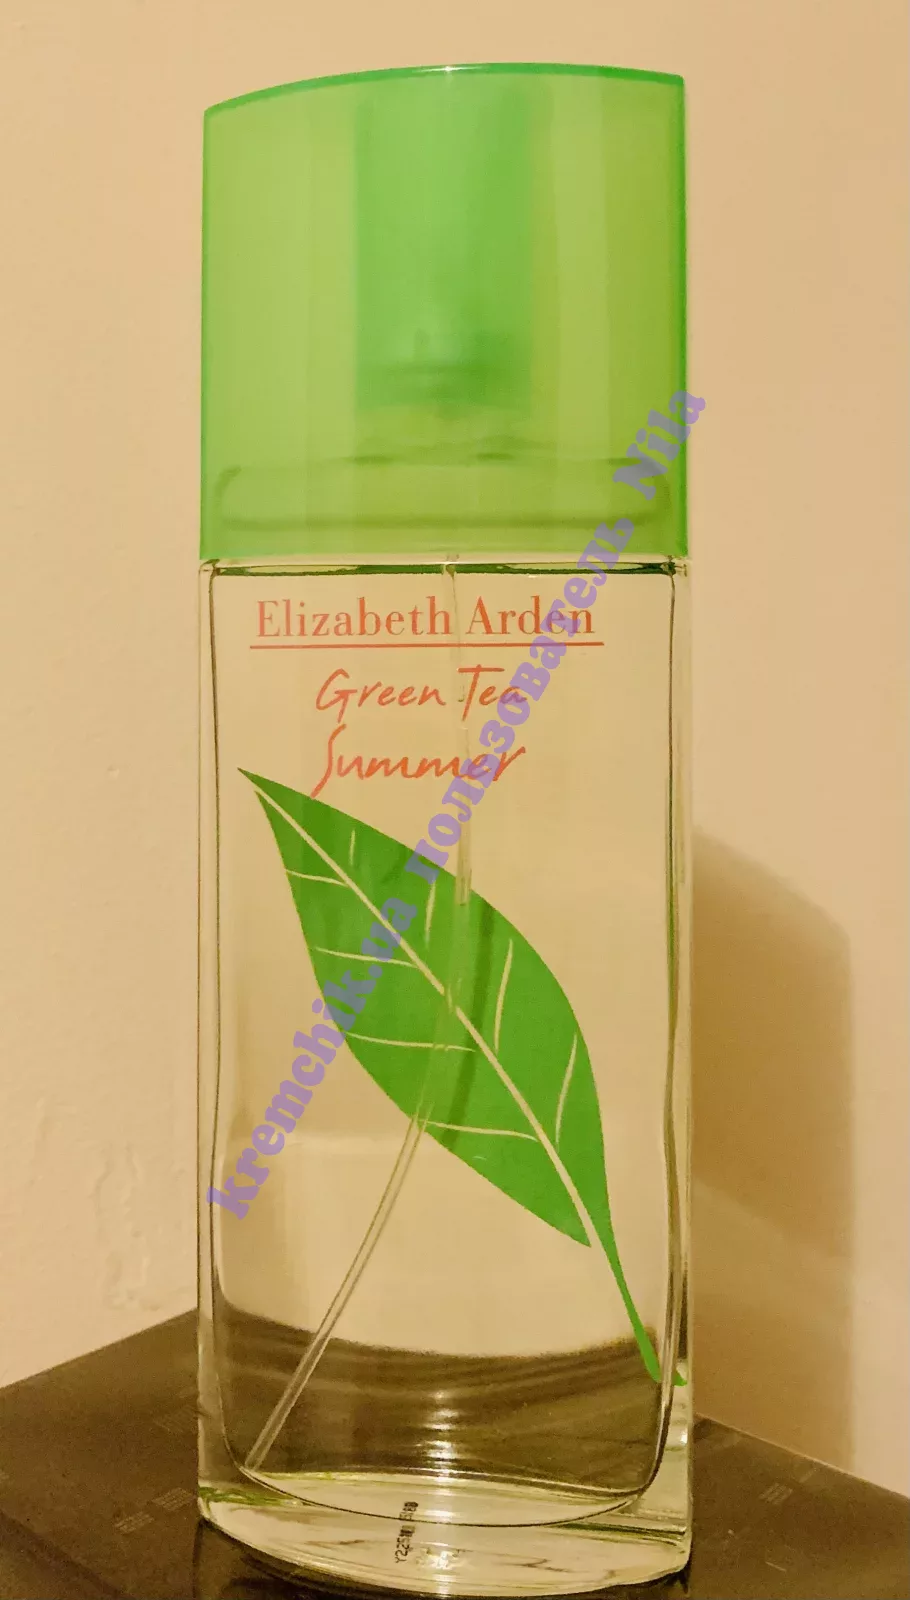 Elizabeth Arden
Green Tea
Summer
kremchik.ua пользователь Nila